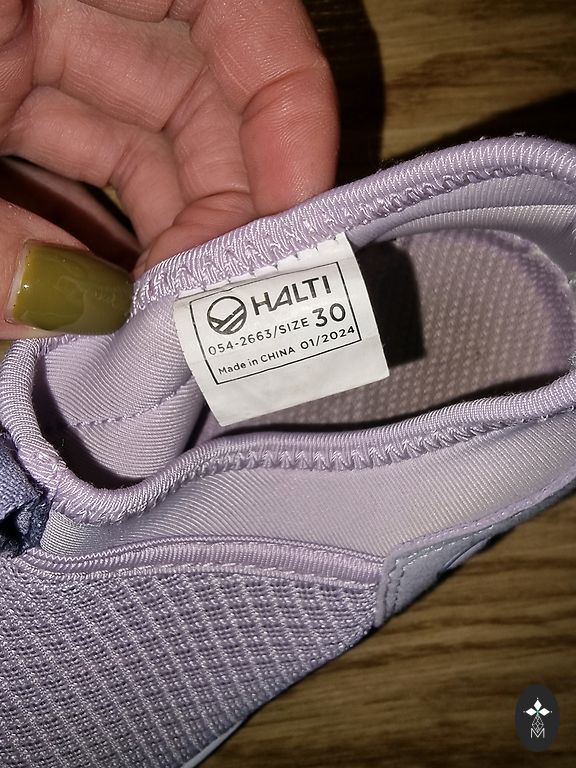 HALTI
054-2663/SIZE 30
Made in CHINA 01/2024
M